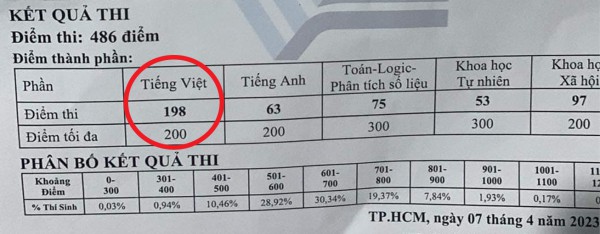 KẾT QUẢ THI
Điểm thi: 486 điểm
Điểm thành phần:
Phần Tiếng Việt Tiếng Anh Toán-Logic-Phân tích số liệu Khoa học Tự nhiên Khoa học Xã hội
Điểm thi 198 63 75 53 97
Điểm tối đa 200 200 300 300 200
PHÂN BỐ KẾT QUẢ THI
Khoảng Điểm 0-300 301-400 401-500 501-600 601-700 701-800 801-900 901-1000 1001-1100
% Thí Sinh 0,03% 0,94% 10,46% 28,92% 30,34% 19,37% 7,84% 1,93% 0,17%
TP.HCM, ngày 07 tháng 4 năm 2023